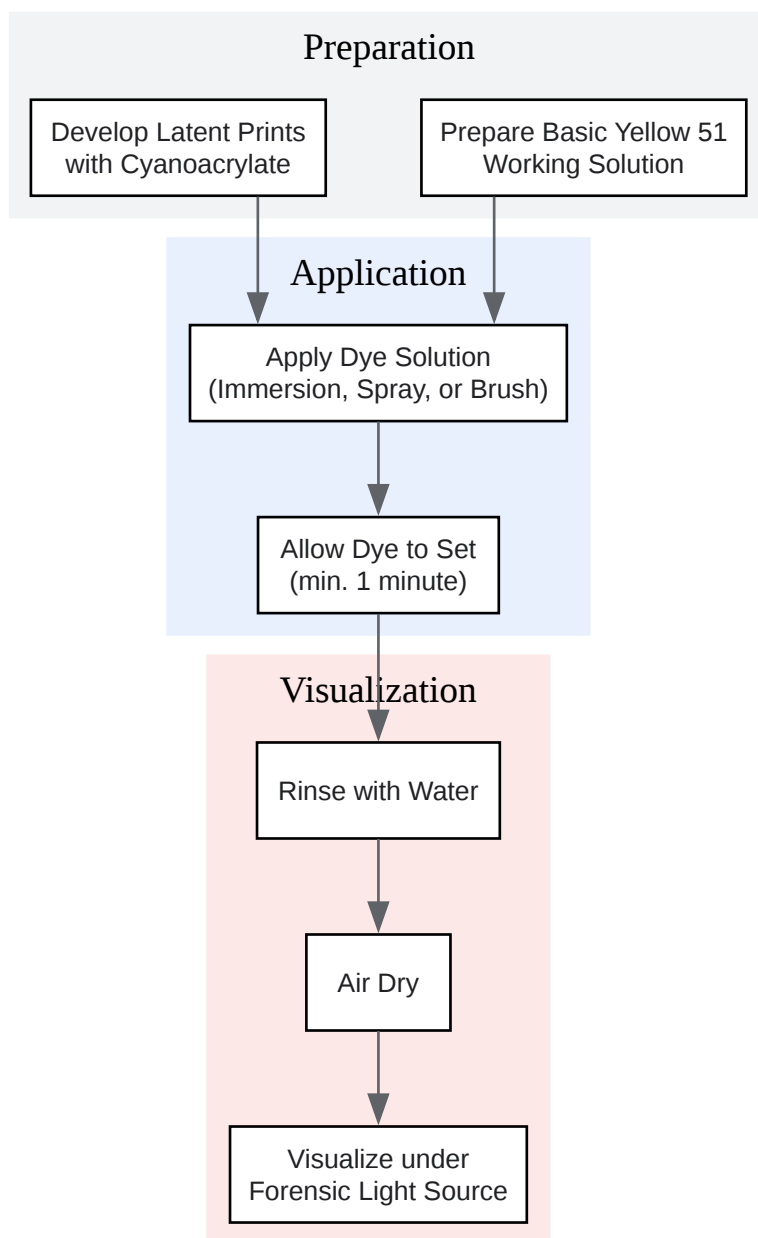 Preparation
Develop Latent Prints
with Cyanoacrylate
Prepare Basic Yellow 51
Working Solution
Application
Apply Dye Solution
(Immersion, Spray, or Brush)
Allow Dye to Set
(min. 1 minute)
Visualization
Rinse with Water
Air Dry
Visualize under
Forensic Light Source